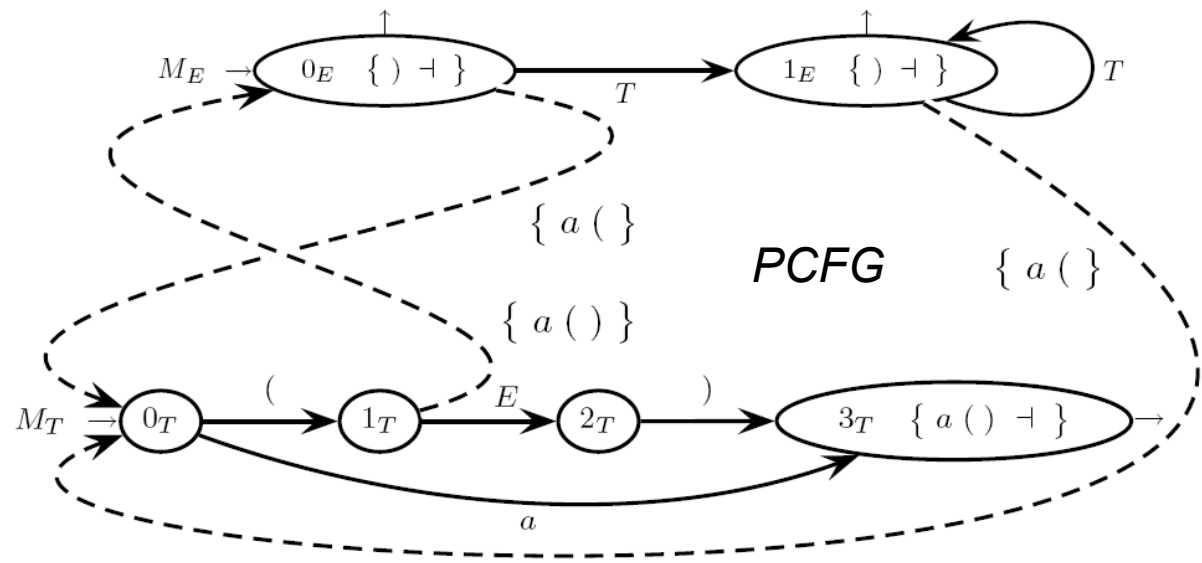 M_E → 0_E { ) ⊣ } T 1_E { ) ⊣ } T
{ a ( }
PCFG { a ( }
{ a ( ) }
M_T → 0_T ( 1_T E 2_T ) 3_T { a ( ) ⊣ } →
a